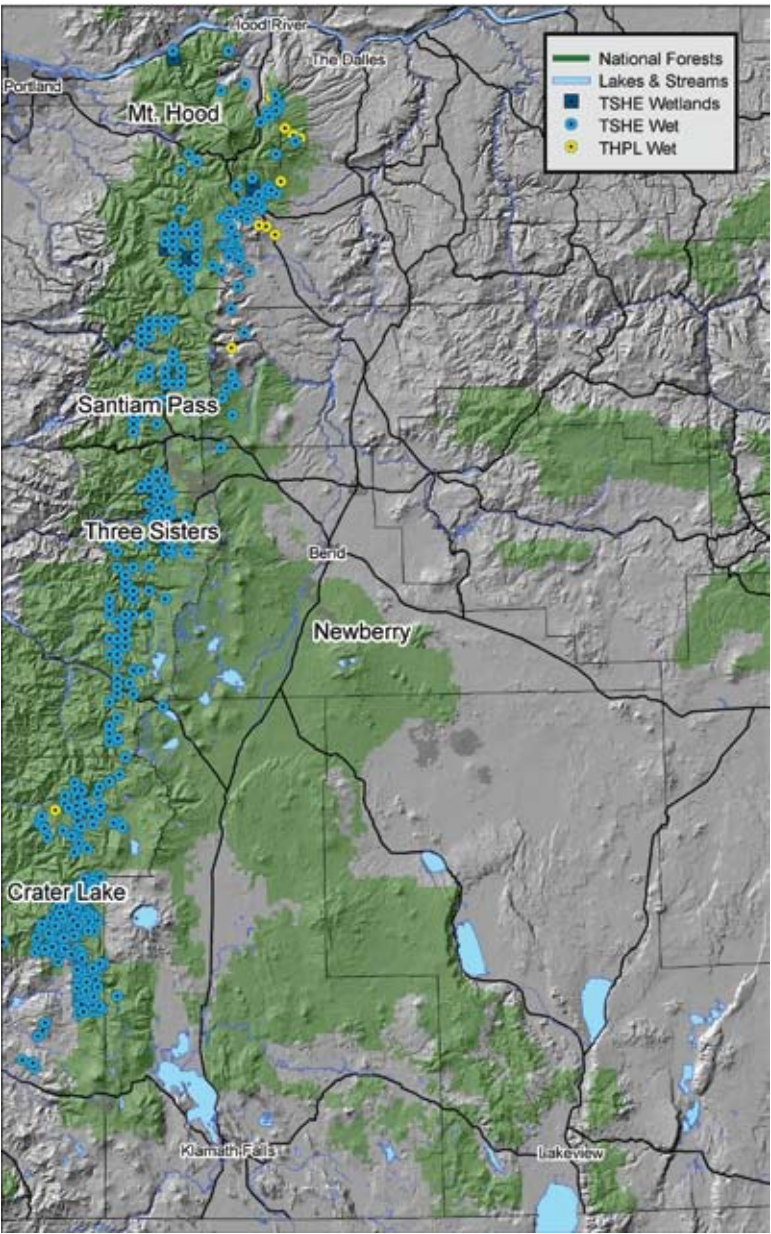 Hood River
The Dalles
Portland
Mt. Hood
National Forests
Lakes & Streams
TSHE Wetlands
TSHE Wet
THPL Wet
Santiam Pass
Three Sisters
Bend
Newberry
Crater Lake
Klamath Falls
Lakeview